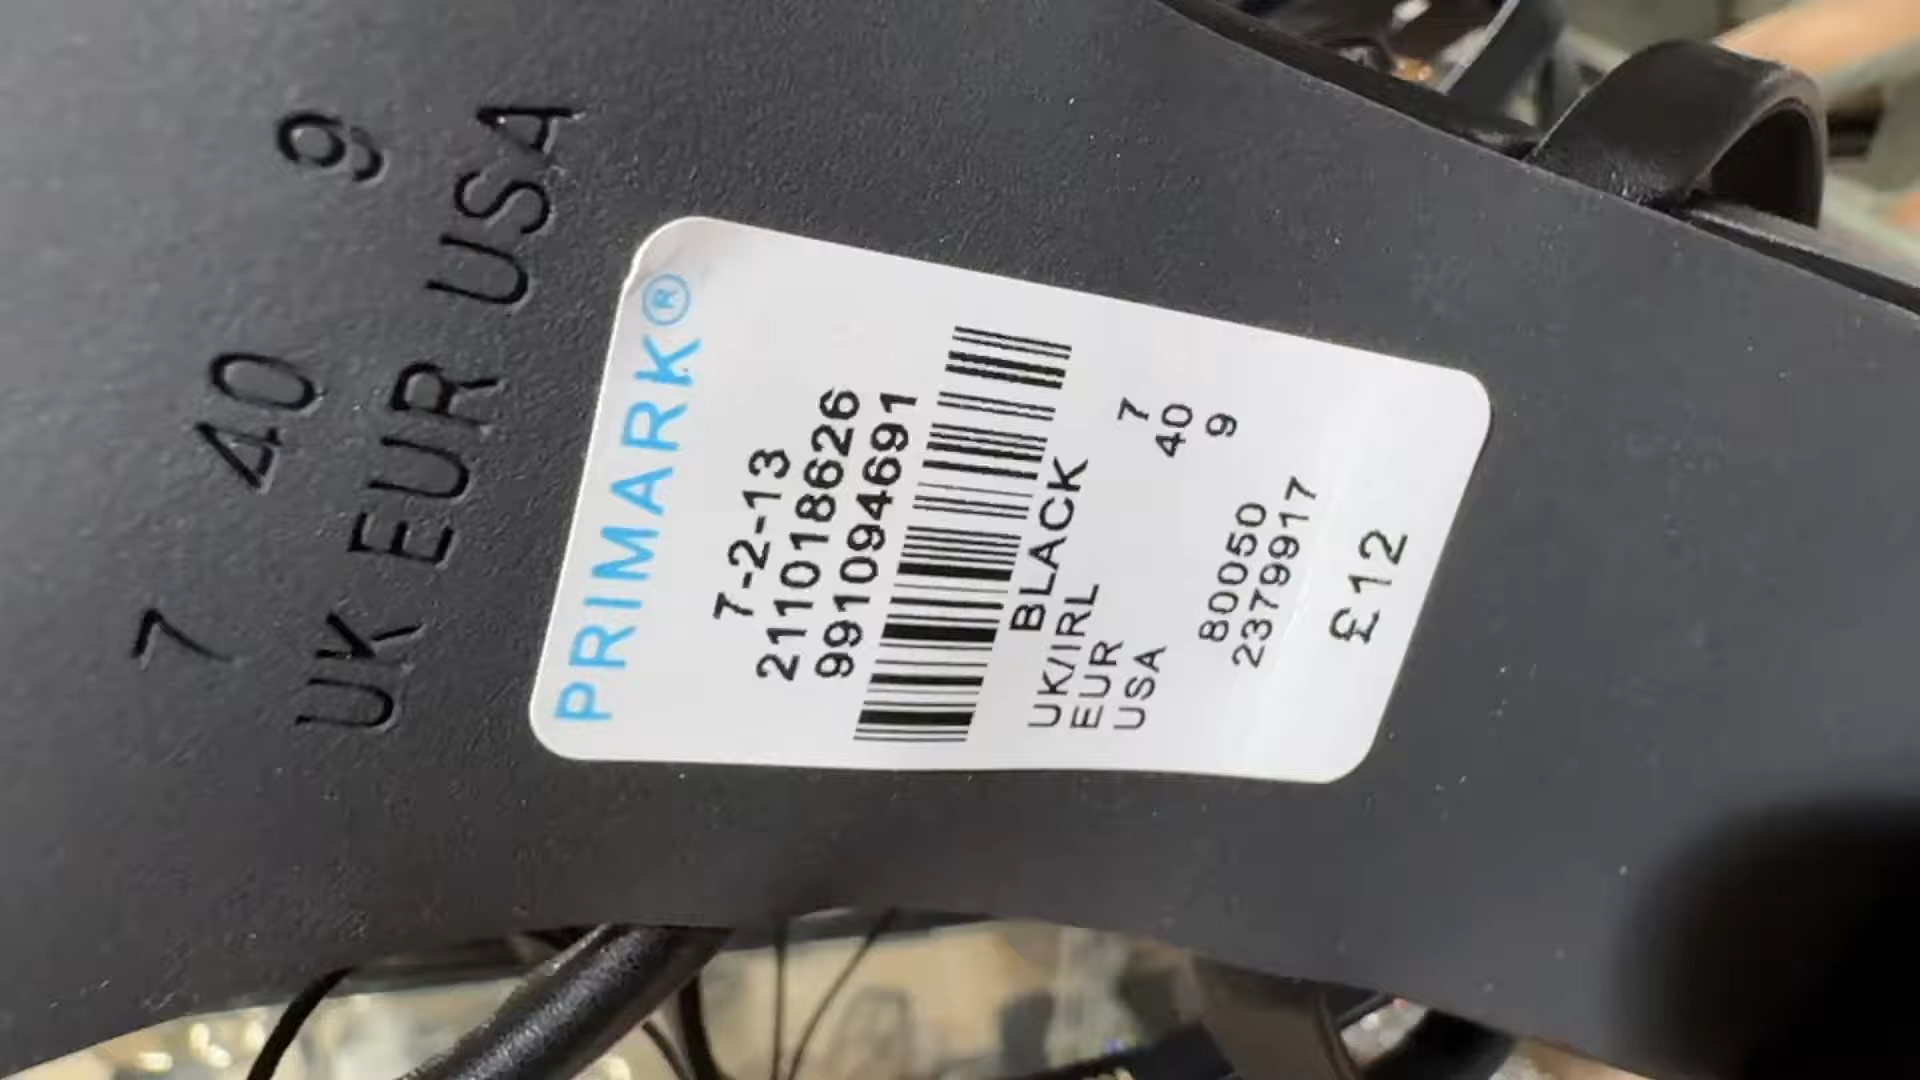 7 40 9
UK EUR USA
PRIMARK®
7-2-13
211018626
991094691
BLACK
UK/IRL 7
EUR 40
USA 9
80050
2379917
£12